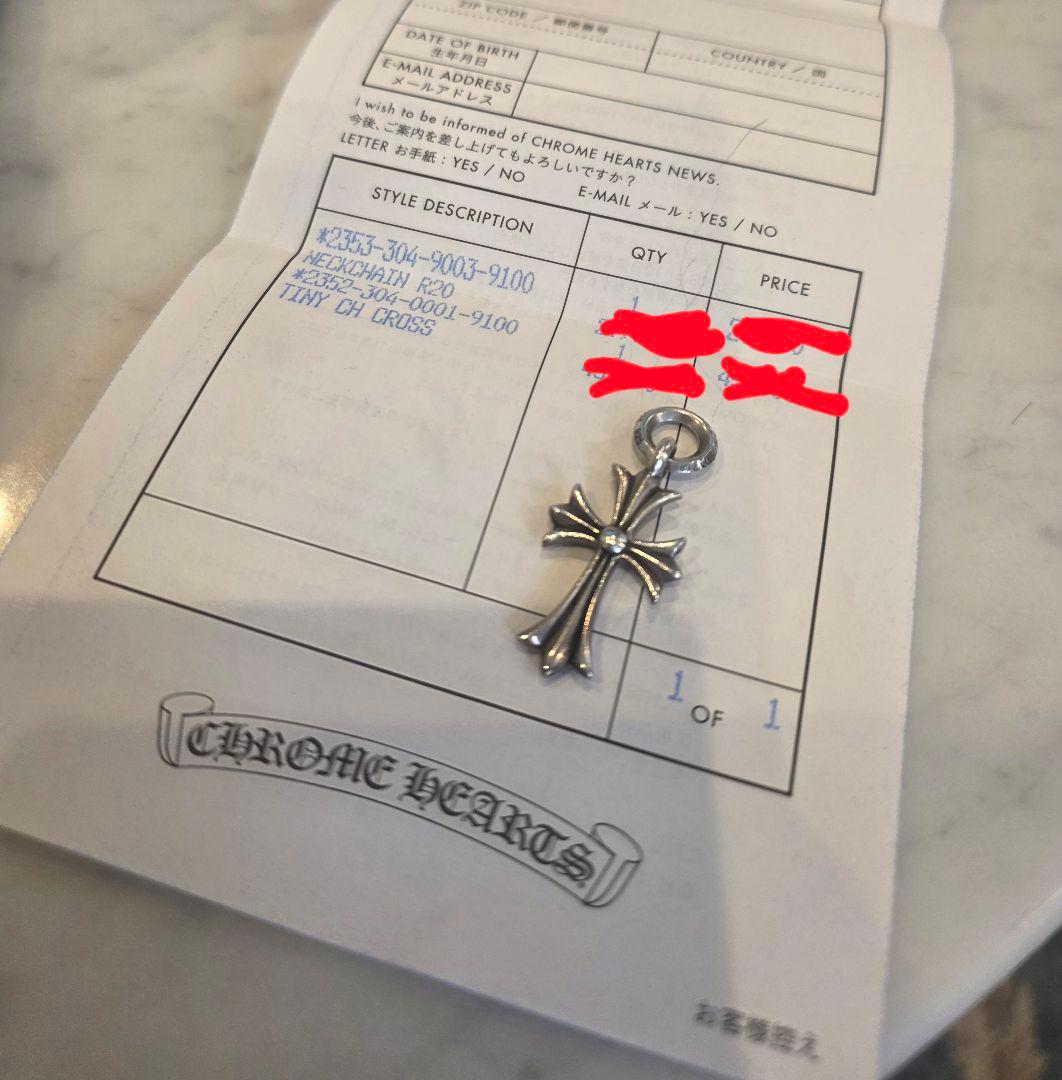 ZIP CODE / 郵便番号
COUNTRY / 国
DATE OF BIRTH
生年月日
E-MAIL ADDRESS
メールアドレス
I wish to be informed of CHROME HEARTS NEWS.
今後、ご案内を差し上げてもよろしいですか?
LETTER お手紙 : YES / NO E-MAIL メール : YES / NO
STYLE DESCRIPTION QTY PRICE
*2353-304-9003-9100
NECKCHAIN R20 1
*2352-304-0001-9100
TINY CH CROSS 1
1 OF 1
CHROME HEARTS
お客様控え